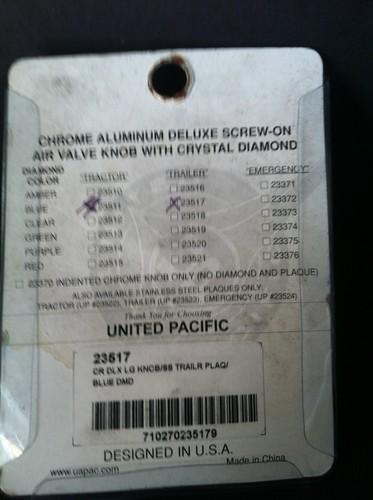 CHROME ALUMINUM DELUXE SCREW-ON
AIR VALVE KNOB WITH CRYSTAL DIAMOND
DIAMOND COLOR "TRACTOR" "TRAILER" "EMERGENCY"
AMBER 23510 23516 23371
BLUE 23511 23517 23372
CLEAR 23512 23518 23373
GREEN 23513 23519 23374
PURPLE 23514 23520 23375
RED 23515 23521 23376
23370 INDENTED CHROME KNOB ONLY (NO DIAMOND AND PLAQUE)
ALSO AVAILABLE STAINLESS STEEL PLAQUES ONLY:
TRACTOR (UP #23522), TRAILER (UP #23523), EMERGENCY (UP #23524)
Thank You for Choosing
UNITED PACIFIC
23517
CR DLX LG KNOB/SS TRAILR PLAQ/
BLUE DMD
710270235179
DESIGNED IN U.S.A.
www.uapac.com Made in China